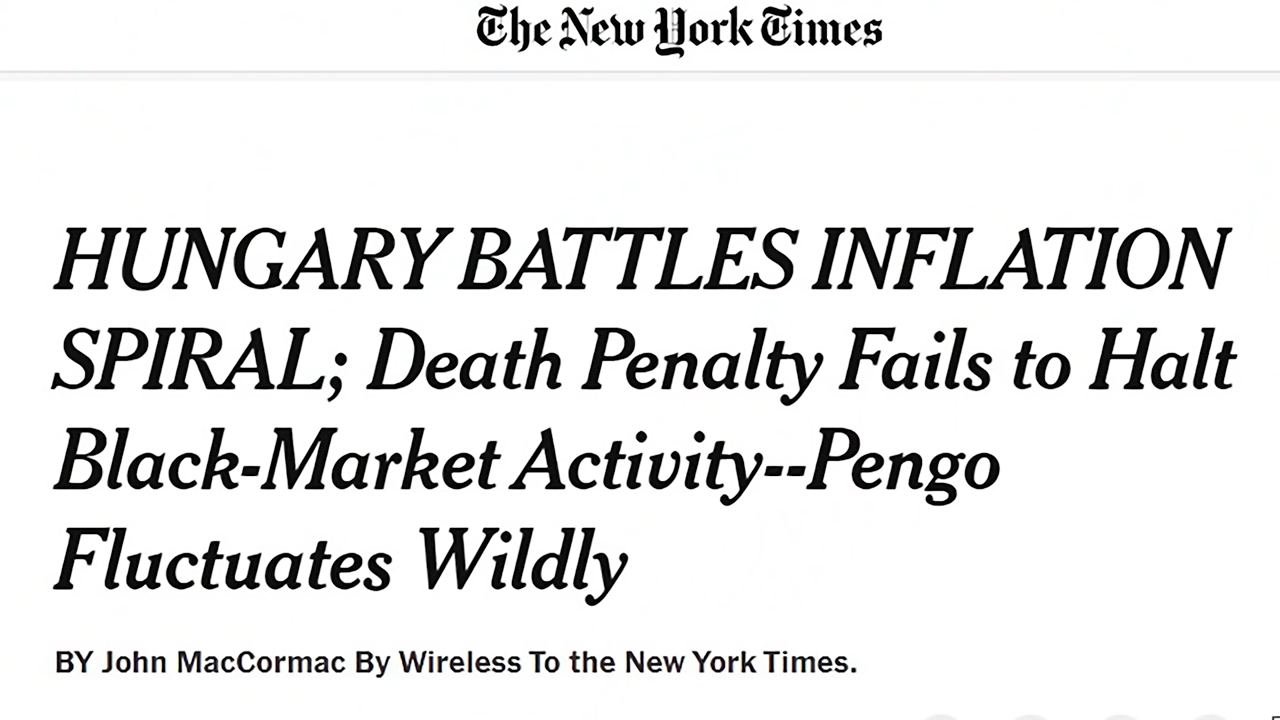 The New York Times
HUNGARY BATTLES INFLATION
SPIRAL; Death Penalty Fails to Halt
Black-Market Activity--Pengo
Fluctuates Wildly
BY John MacCormac By Wireless To the New York Times.